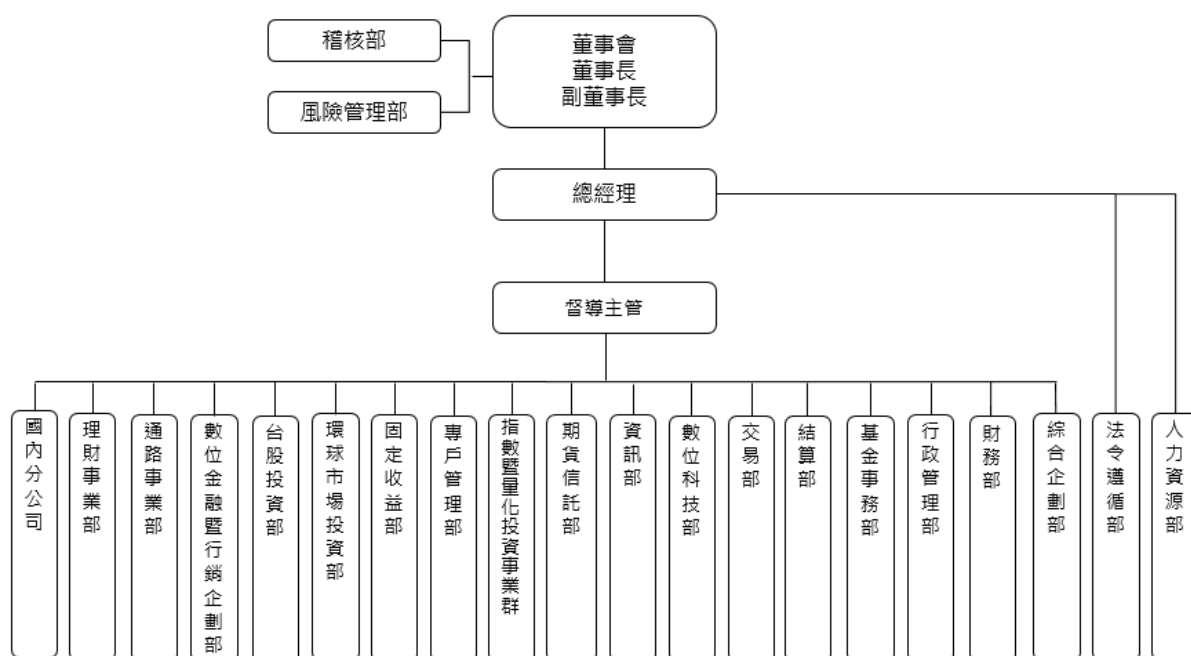 稽核部
風險管理部
董事會
董事長
副董事長
總經理
督導主管
國內分公司
理財事業部
通路事業部
數位金融暨行銷企劃部
台股投資部
環球市場投資部
固定收益部
專戶管理部
指數暨量化投資事業群
期貨信託部
資訊部
數位科技部
交易部
結算部
基金事務部
行政管理部
財務部
綜合企劃部
法令遵循部
人力資源部